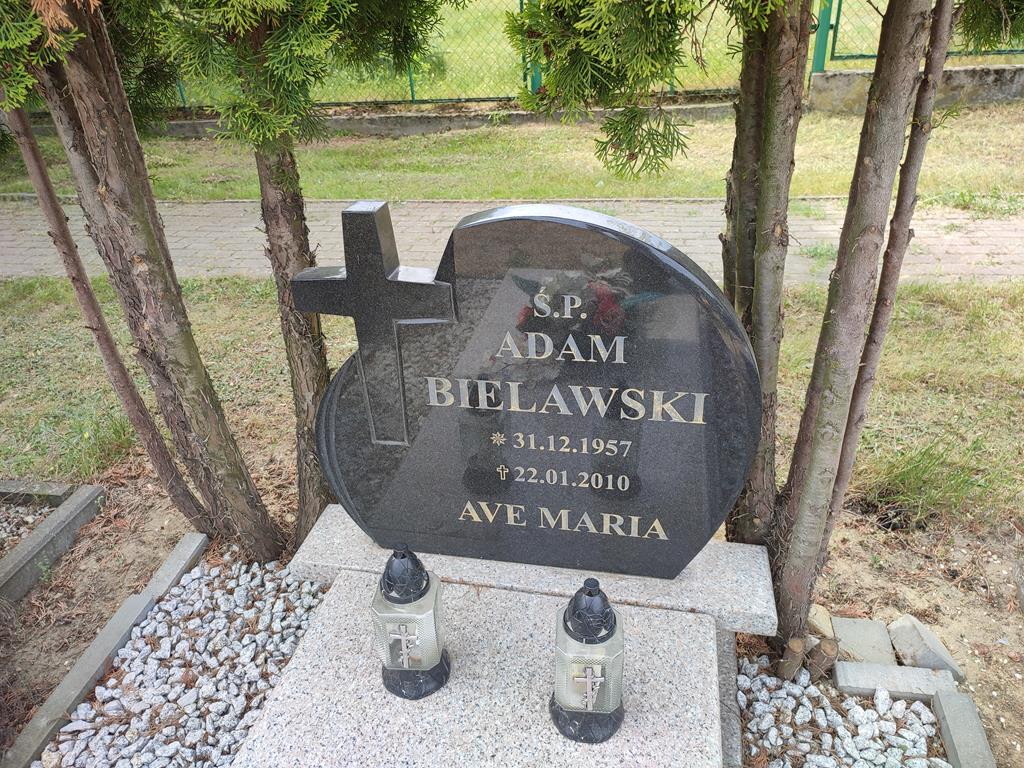 Ś.P.
ADAM
BIELAWSKI
✵ 31.12.1957
✝ 22.01.2010
AVE MARIA